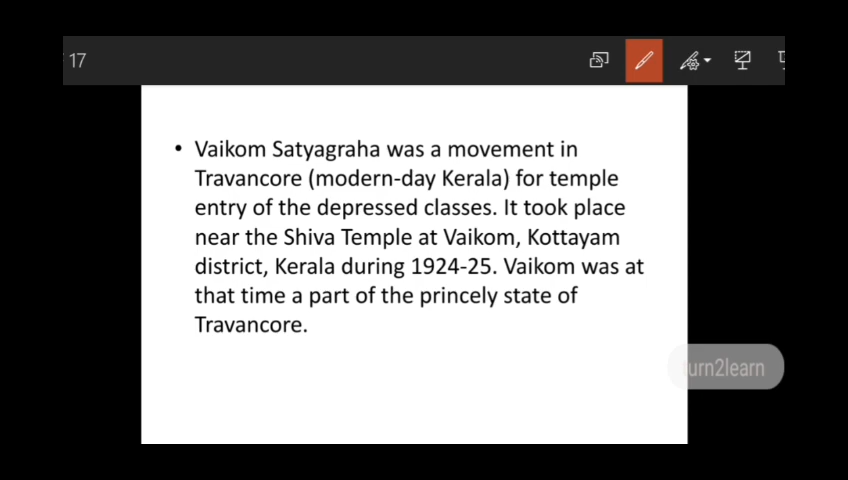 17
• Vaikom Satyagraha was a movement in
Travancore (modern-day Kerala) for temple
entry of the depressed classes. It took place
near the Shiva Temple at Vaikom, Kottayam
district, Kerala during 1924-25. Vaikom was at
that time a part of the princely state of
Travancore.
turn2learn